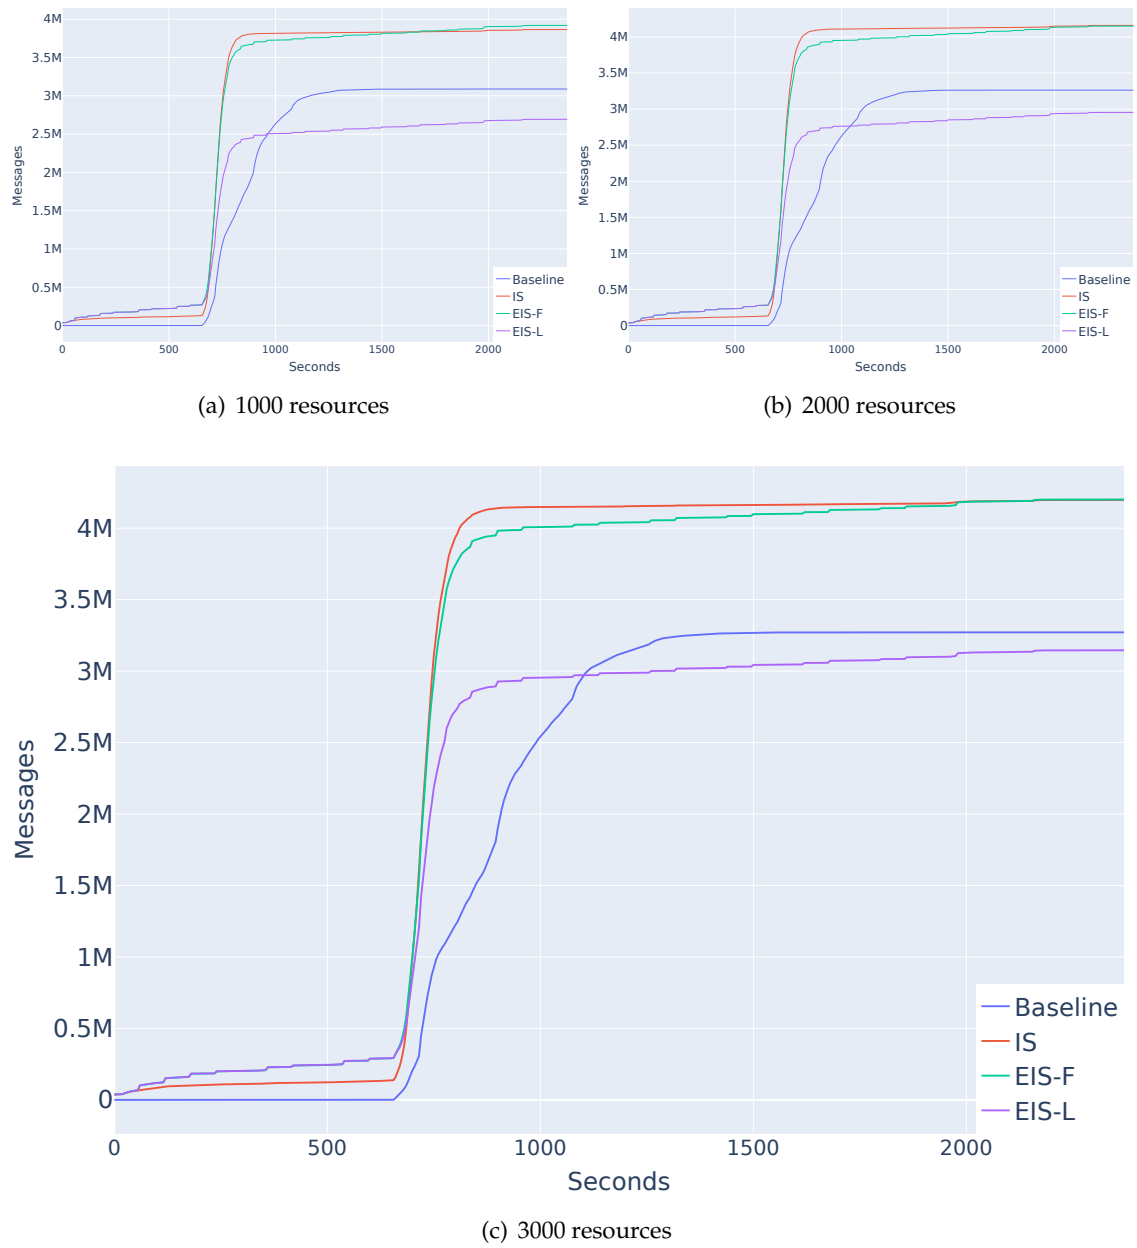 4M
3.5M
3M
2.5M
2M
1.5M
1M
0.5M
0
Messages
0 500 1000 1500 2000
Seconds
Baseline
IS
EIS-F
EIS-L
(a) 1000 resources
4M
3.5M
3M
2.5M
2M
1.5M
1M
0.5M
0
Messages
0 500 1000 1500 2000
Seconds
Baseline
IS
EIS-F
EIS-L
(b) 2000 resources
4M
3.5M
3M
2.5M
2M
1.5M
1M
0.5M
0
Messages
0 500 1000 1500 2000
Seconds
Baseline
IS
EIS-F
EIS-L
(c) 3000 resources